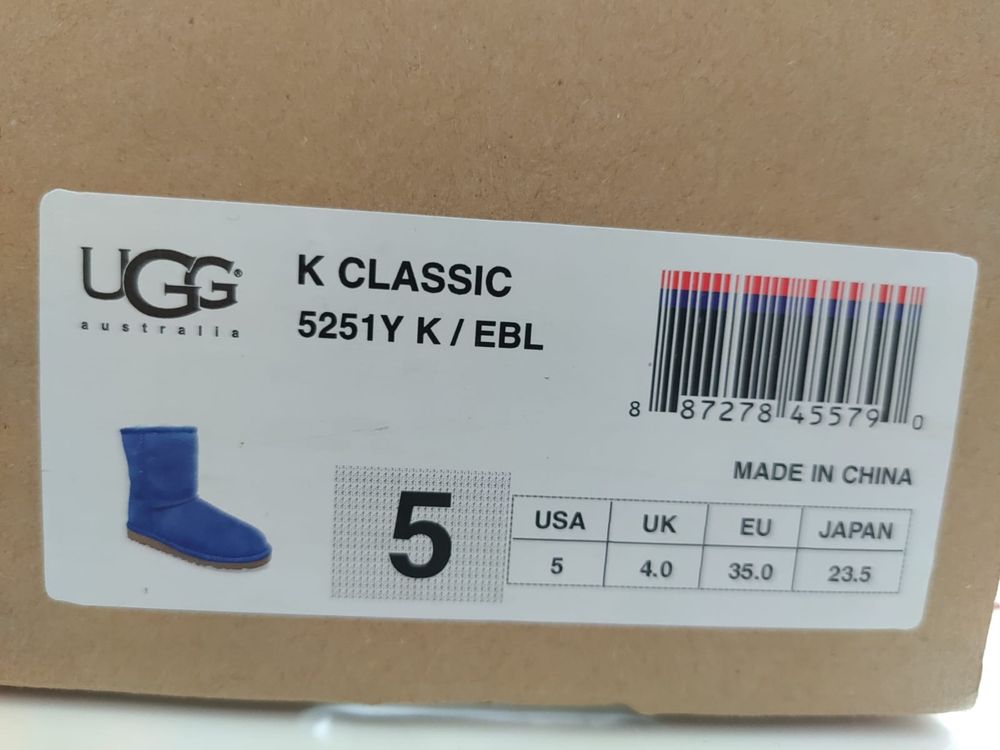 UGG®
australia
K CLASSIC
5251Y K / EBL
8 87278 45579 0
MADE IN CHINA
5
USA UK EU JAPAN
5 4.0 35.0 23.5